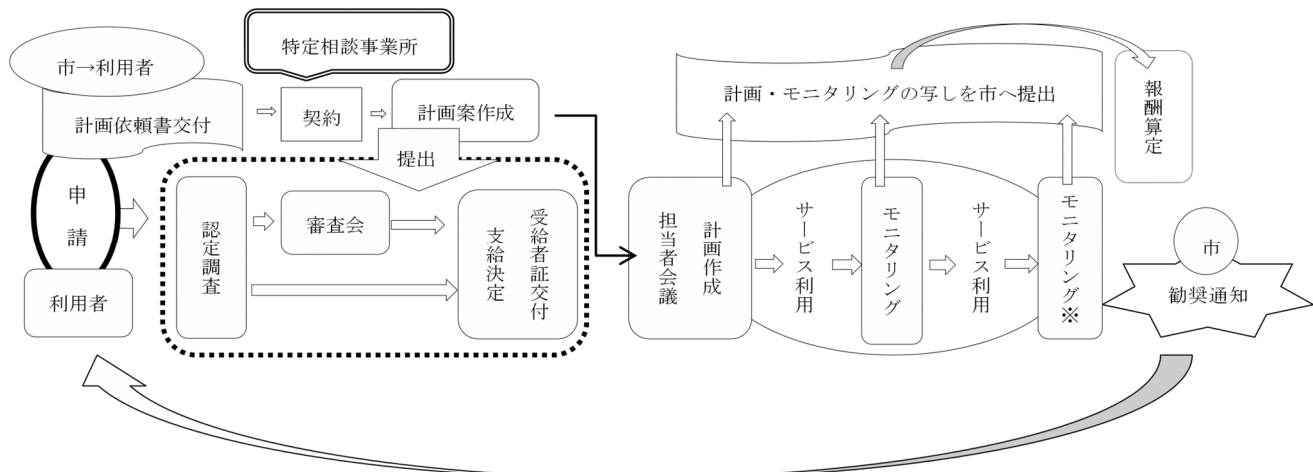 市→利用者
計画依頼書交付
特定相談事業所
契約
計画案作成
提出
申請
利用者
認定調査
審査会
受給者証交付
支給決定
計画・モニタリングの写しを市へ提出
報酬算定
計画作成
担当者会議
サービス利用
モニタリング
サービス利用
モニタリング※
市
勧奨通知